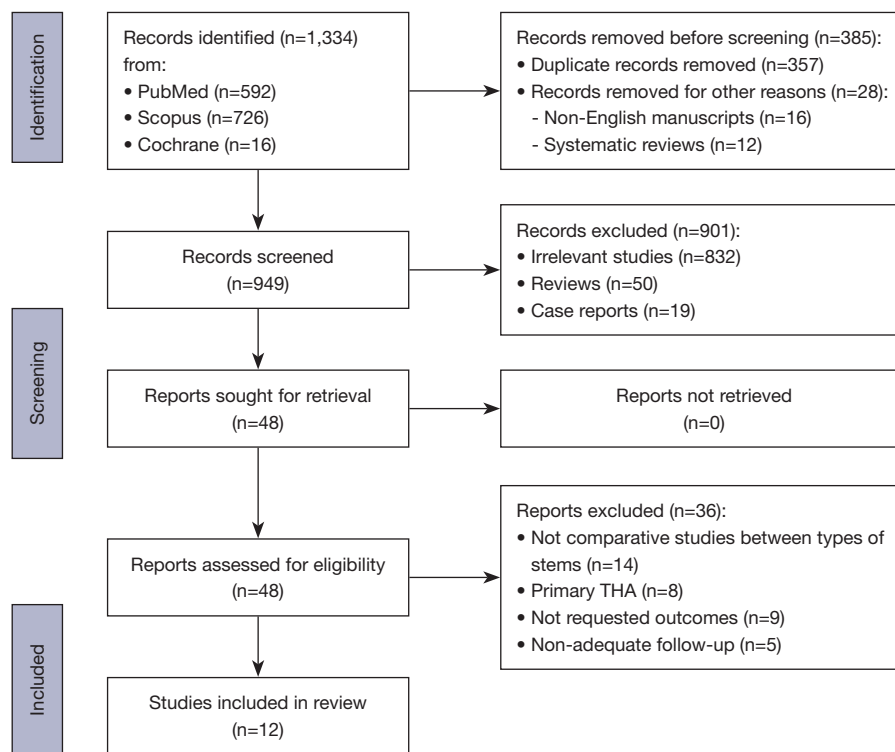 Identification
Records identified (n=1,334)
from:
• PubMed (n=592)
• Scopus (n=726)
• Cochrane (n=16)
Records removed before screening (n=385):
• Duplicate records removed (n=357)
• Records removed for other reasons (n=28):
- Non-English manuscripts (n=16)
- Systematic reviews (n=12)
Screening
Records screened
(n=949)
Records excluded (n=901):
• Irrelevant studies (n=832)
• Reviews (n=50)
• Case reports (n=19)
Reports sought for retrieval
(n=48)
Reports not retrieved
(n=0)
Reports assessed for eligibility
(n=48)
Reports excluded (n=36):
• Not comparative studies between types of
stems (n=14)
• Primary THA (n=8)
• Not requested outcomes (n=9)
• Non-adequate follow-up (n=5)
Included
Studies included in review
(n=12)